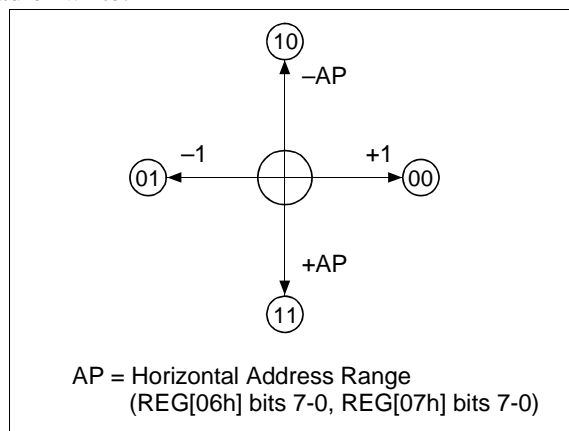 10
–AP
01
–1
+1
00
+AP
11
AP = Horizontal Address Range
(REG[06h] bits 7-0, REG[07h] bits 7-0)